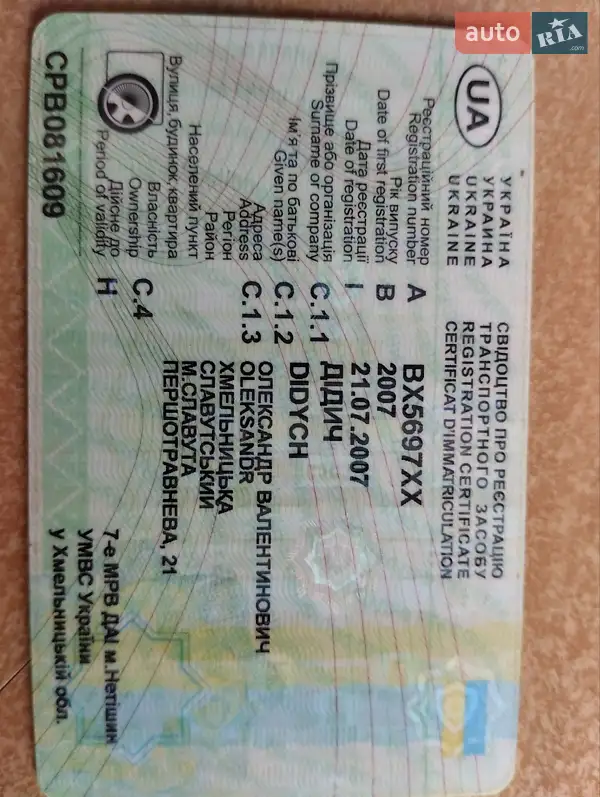 auto RIA .com
UA
УКРАЇНА
УКРАИНА
UKRAINE
UKRAINE
СВІДОЦТВО ПРО РЕЄСТРАЦІЮ
ТРАНСПОРТНОГО ЗАСОБУ
REGISTRATION CERTIFICATE
CERTIFICAT D'IMMATRICULATION
Реєстраційний номер
Registration number A BX5697XX
Рік випуску 2007
Date of first registration B
Дата реєстрації 21.07.2007
Date of registration I
Прізвище або організація ДІДИЧ
Surname or company C.1.1 DIDYCH
Ім'я та по батькові ОЛЕКСАНДР ВАЛЕНТИНОВИЧ
Given name(s) C.1.2 OLEKSANDR
Адреса
Address C.1.3
Регіон ХМЕЛЬНИЦЬКА
Район СЛАВУТСЬКИЙ
Населений пункт М.СЛАВУТА
Вулиця, будинок, квартира ПЕРШОТРАВНЕВА, 21
Власність
Ownership C.4
Дійсне до
Period of validity H
7-е МРВ ДАІ м.Нетішин
УМВС України
у Хмельницькій обл.
СРВ081609